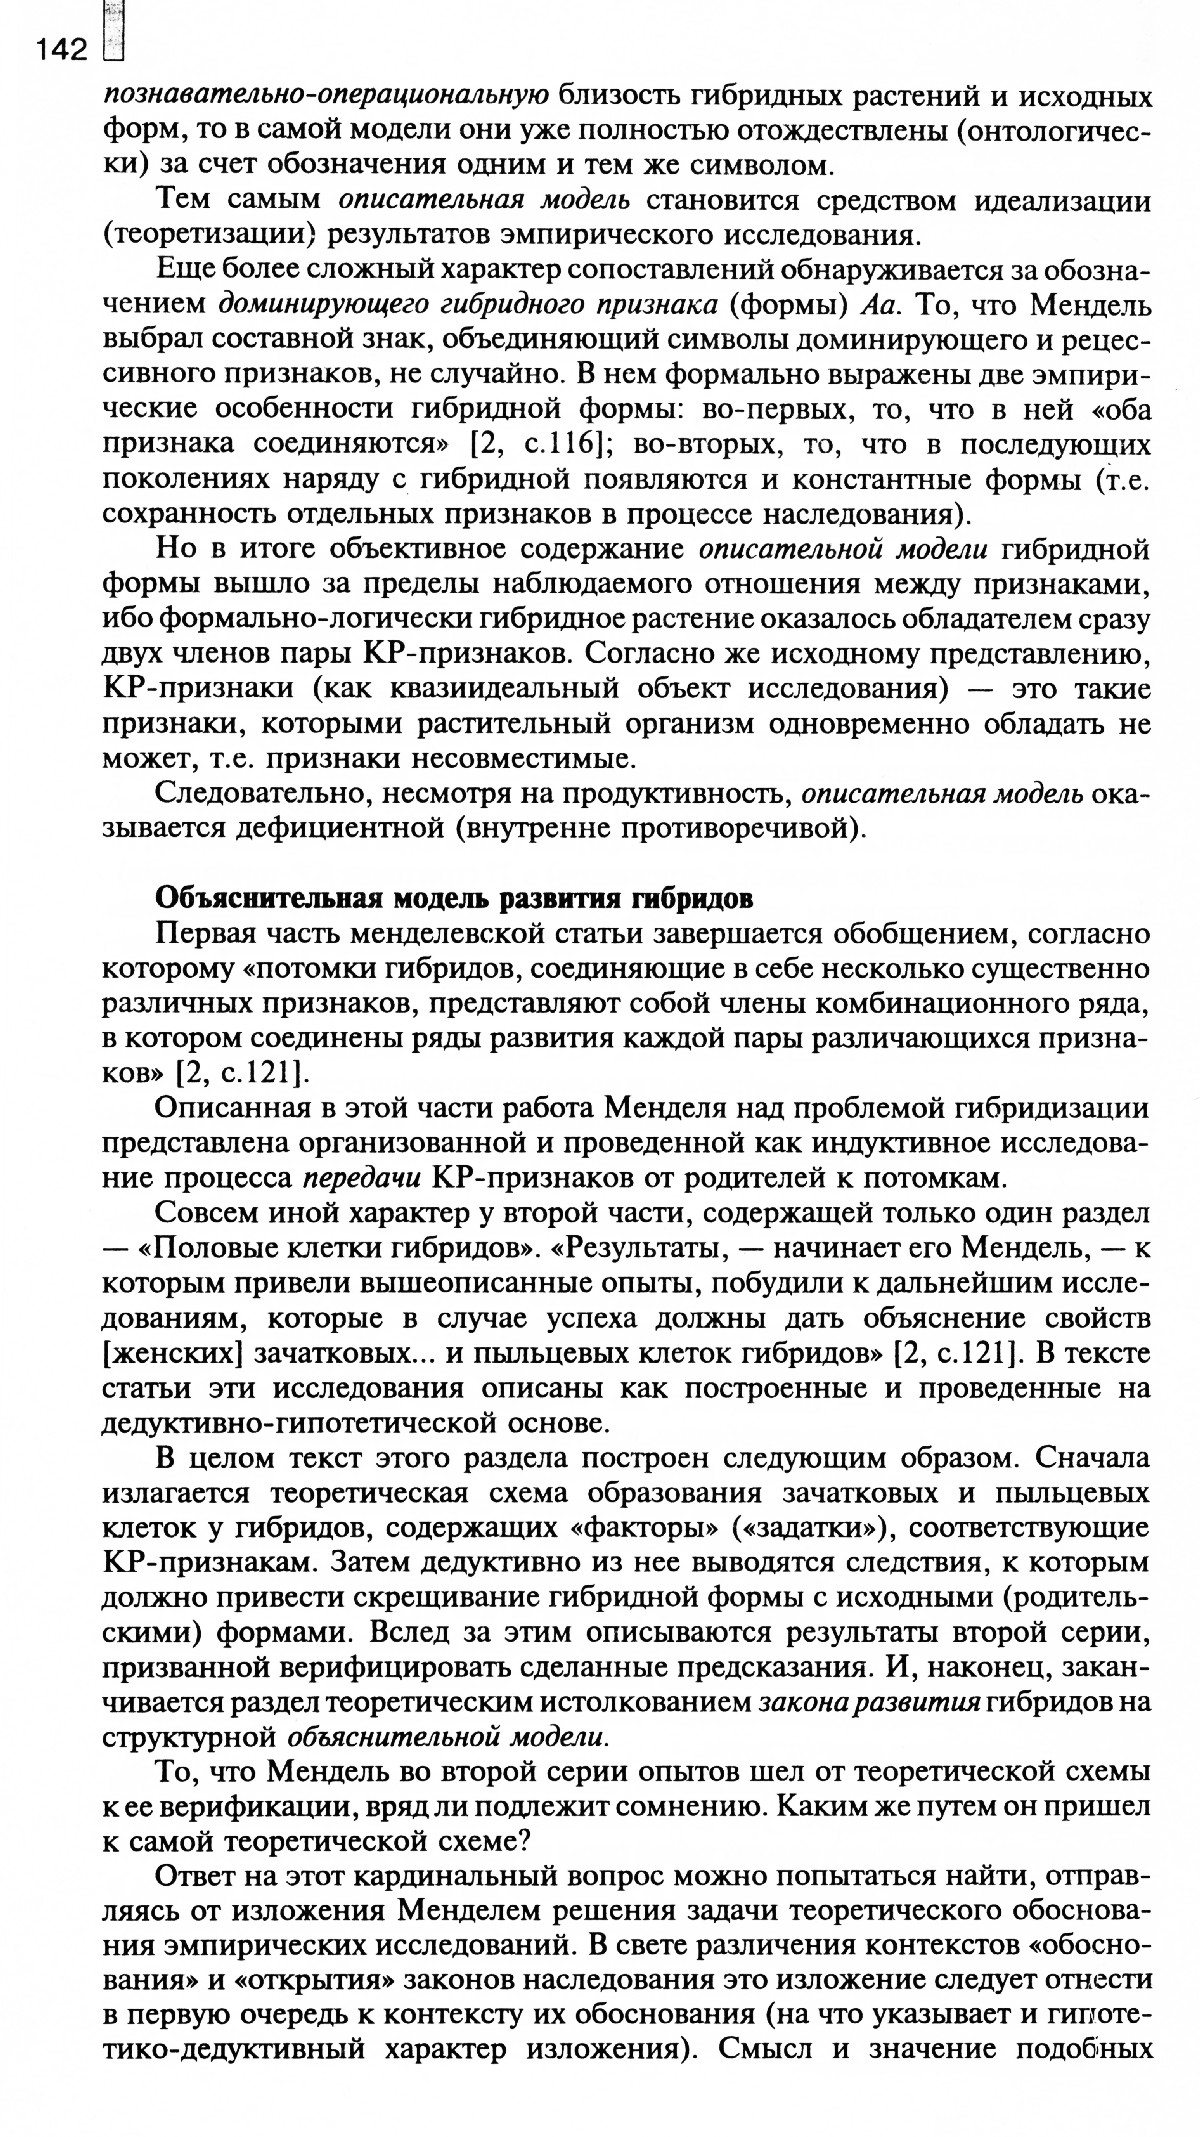 142
познавательно-операциональную близость гибридных растений и исходных
форм, то в самой модели они уже полностью отождествлены (онтологичес-
ки) за счет обозначения одним и тем же символом.
Тем самым описательная модель становится средством идеализации
(теоретизации) результатов эмпирического исследования.
Еще более сложный характер сопоставлений обнаруживается за обозна-
чением доминирующего гибридного признака (формы) Аа. То, что Мендель
выбрал составной знак, объединяющий символы доминирующего и рецес-
сивного признаков, не случайно. В нем формально выражены две эмпири-
ческие особенности гибридной формы: во-первых, то, что в ней «оба
признака соединяются» [2, с.116]; во-вторых, то, что в последующих
поколениях наряду с гибридной появляются и константные формы (т.е.
сохранность отдельных признаков в процессе наследования).
Но в итоге объективное содержание описательной модели гибридной
формы вышло за пределы наблюдаемого отношения между признаками,
ибо формально-логически гибридное растение оказалось обладателем сразу
двух членов пары КР-признаков. Согласно же исходному представлению,
КР-признаки (как квазиидеальный объект исследования) — это такие
признаки, которыми растительный организм одновременно обладать не
может, т.е. признаки несовместимые.
Следовательно, несмотря на продуктивность, описательная модель ока-
зывается дефициентной (внутренне противоречивой).
Объяснительная модель развития гибридов
Первая часть менделевской статьи завершается обобщением, согласно
которому «потомки гибридов, соединяющие в себе несколько существенно
различных признаков, представляют собой члены комбинационного ряда,
в котором соединены ряды развития каждой пары различающихся призна-
ков» [2, с.121].
Описанная в этой части работа Менделя над проблемой гибридизации
представлена организованной и проведенной как индуктивное исследова-
ние процесса передачи КР-признаков от родителей к потомкам.
Совсем иной характер у второй части, содержащей только один раздел
— «Половые клетки гибридов». «Результаты, — начинает его Мендель, — к
которым привели вышеописанные опыты, побудили к дальнейшим иссле-
дованиям, которые в случае успеха должны дать объяснение свойств
[женских] зачатковых... и пыльцевых клеток гибридов» [2, с.121]. В тексте
статьи эти исследования описаны как построенные и проведенные на
дедуктивно-гипотетической основе.
В целом текст этого раздела построен следующим образом. Сначала
излагается теоретическая схема образования зачатковых и пыльцевых
клеток у гибридов, содержащих «факторы» («задатки»), соответствующие
КР-признакам. Затем дедуктивно из нее выводятся следствия, к которым
должно привести скрещивание гибридной формы с исходными (родитель-
скими) формами. Вслед за этим описываются результаты второй серии,
призванной верифицировать сделанные предсказания. И, наконец, закан-
чивается раздел теоретическим истолкованием закона развития гибридов на
структурной объяснительной модели.
То, что Мендель во второй серии опытов шел от теоретической схемы
к ее верификации, вряд ли подлежит сомнению. Каким же путем он пришел
к самой теоретической схеме?
Ответ на этот кардинальный вопрос можно попытаться найти, отправ-
ляясь от изложения Менделем решения задачи теоретического обоснова-
ния эмпирических исследований. В свете различения контекстов «обосно-
вания» и «открытия» законов наследования это изложение следует отнести
в первую очередь к контексту их обоснования (на что указывает и гипоте-
тико-дедуктивный характер изложения). Смысл и значение подобных